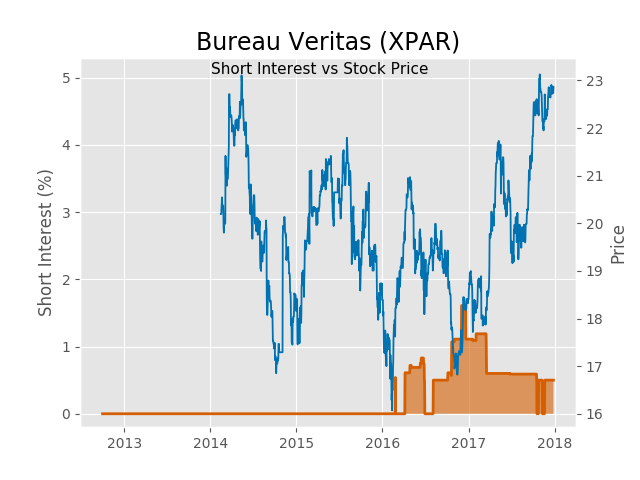 Bureau Veritas (XPAR)
Short Interest vs Stock Price
Short Interest (%)
5
4
3
2
1
0
23
22
21
20
19
18
17
16
Price
2013 2014 2015 2016 2017 2018